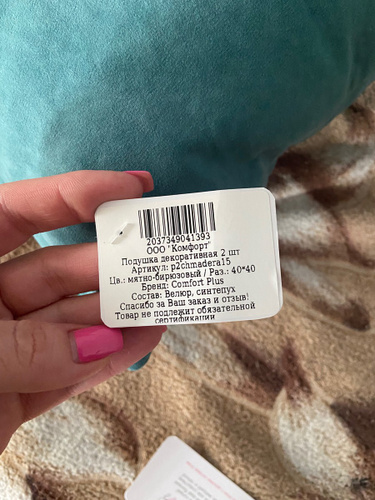 2037349041393
ООО "Комфорт"
Подушка декоративная 2 шт
Артикул: p2chmadera15
Цв.: мятно-бирюзовый / Раз.: 40*40
Бренд: Comfort Plus
Состав: Велюр, синтепух
Спасибо за Ваш заказ и отзыв!
Товар не подлежит обязательной
сертификации